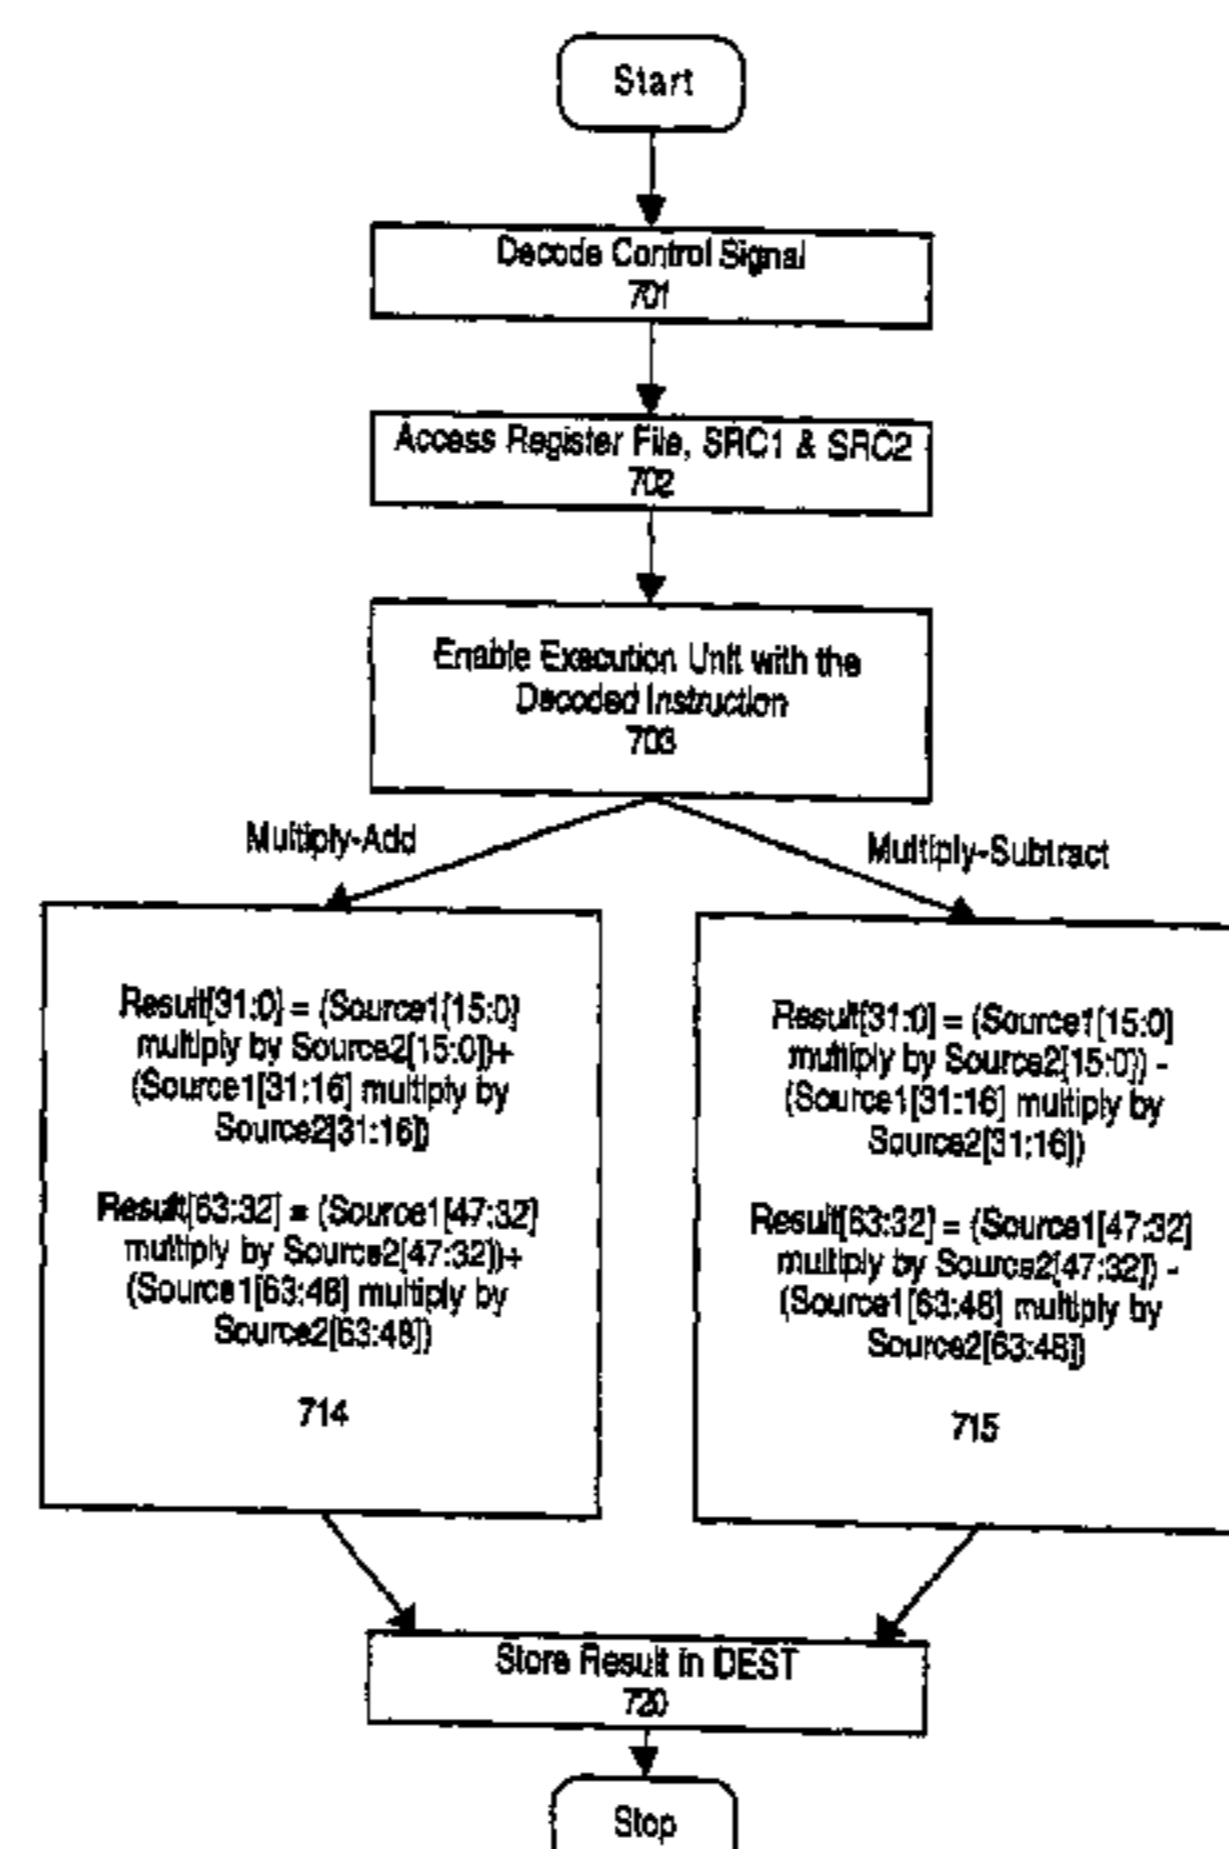 Start
Decode Control Signal
701
Access Register File, SRC1 & SRC2
702
Enable Execution Unit with the
Decoded Instruction
703
Multiply-Add
Multiply-Subtract
Result[31:0] = (Source1[15:0]
multiply by Source2[15:0])+
(Source1[31:16] multiply by
Source2[31:16])
Result[63:32] = (Source1[47:32]
multiply by Source2[47:32])+
(Source1[63:48] multiply by
Source2[63:48])
714
Result[31:0] = (Source1[15:0]
multiply by Source2[15:0]) -
(Source1[31:16] multiply by
Source2[31:16])
Result[63:32] = (Source1[47:32]
multiply by Source2[47:32]) -
(Source1[63:48] multiply by
Source2[63:48])
715
Store Result in DEST
720
Stop